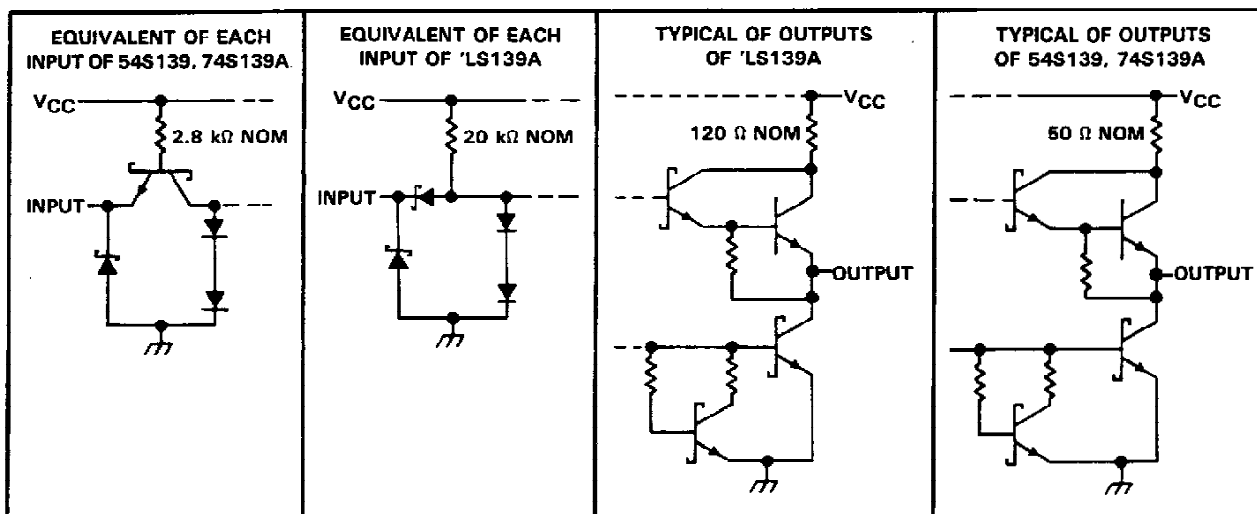 EQUIVALENT OF EACH
INPUT OF 54S139, 74S139A
VCC
2.8 kΩ NOM
INPUT
EQUIVALENT OF EACH
INPUT OF 'LS139A
VCC
20 kΩ NOM
INPUT
TYPICAL OF OUTPUTS
OF 'LS139A
VCC
120 Ω NOM
OUTPUT
TYPICAL OF OUTPUTS
OF 54S139, 74S139A
VCC
50 Ω NOM
OUTPUT